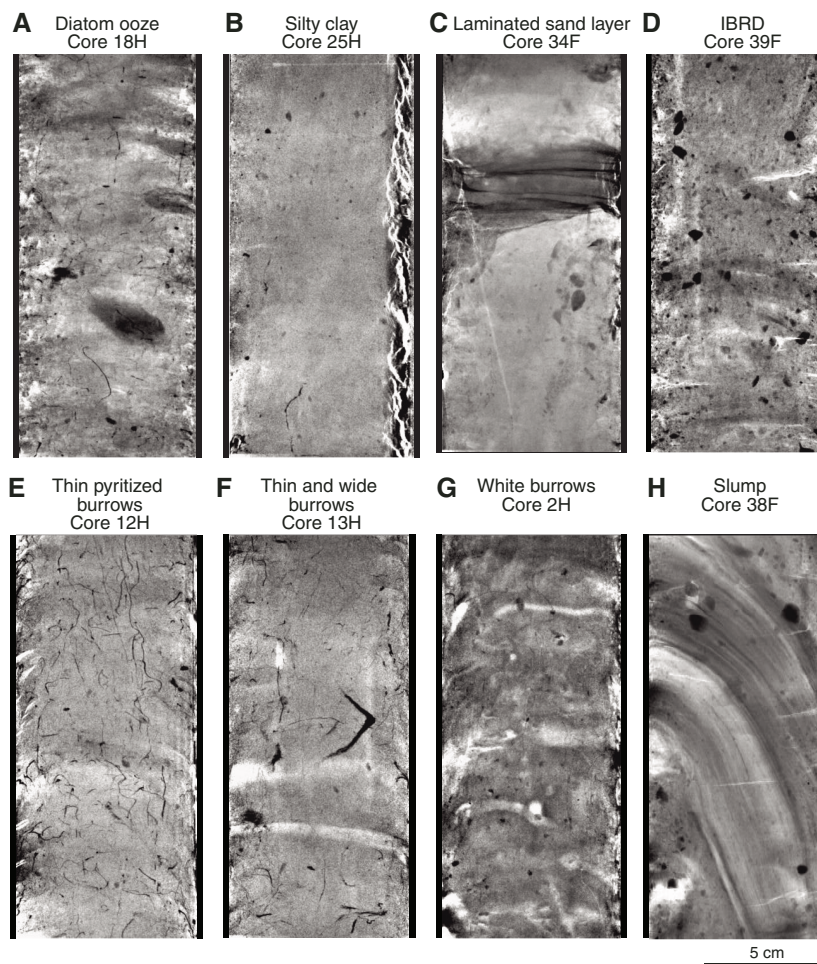 A Diatom ooze
Core 18H
B Silty clay
Core 25H
C Laminated sand layer
Core 34F
D IBRD
Core 39F
E Thin pyritized
burrows
Core 12H
F Thin and wide
burrows
Core 13H
G White burrows
Core 2H
H Slump
Core 38F
5 cm